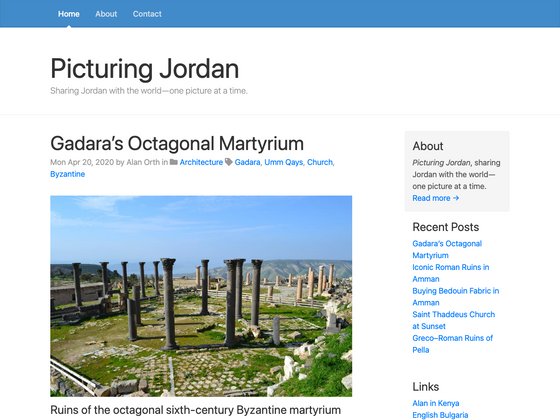 Home About Contact
Picturing Jordan
Sharing Jordan with the world—one picture at a time.
Gadara’s Octagonal Martyrium
Mon Apr 20, 2020 by Alan Orth in Architecture Gadara, Umm Qays, Church,
Byzantine
Ruins of the octagonal sixth-century Byzantine martyrium
About
Picturing Jordan, sharing
Jordan with the world—
one picture at a time.
Read more →
Recent Posts
Gadara’s Octagonal
Martyrium
Iconic Roman Ruins in
Amman
Buying Bedouin Fabric in
Amman
Saint Thaddeus Church
at Sunset
Greco–Roman Ruins of
Pella
Links
Alan in Kenya
English Bulgaria